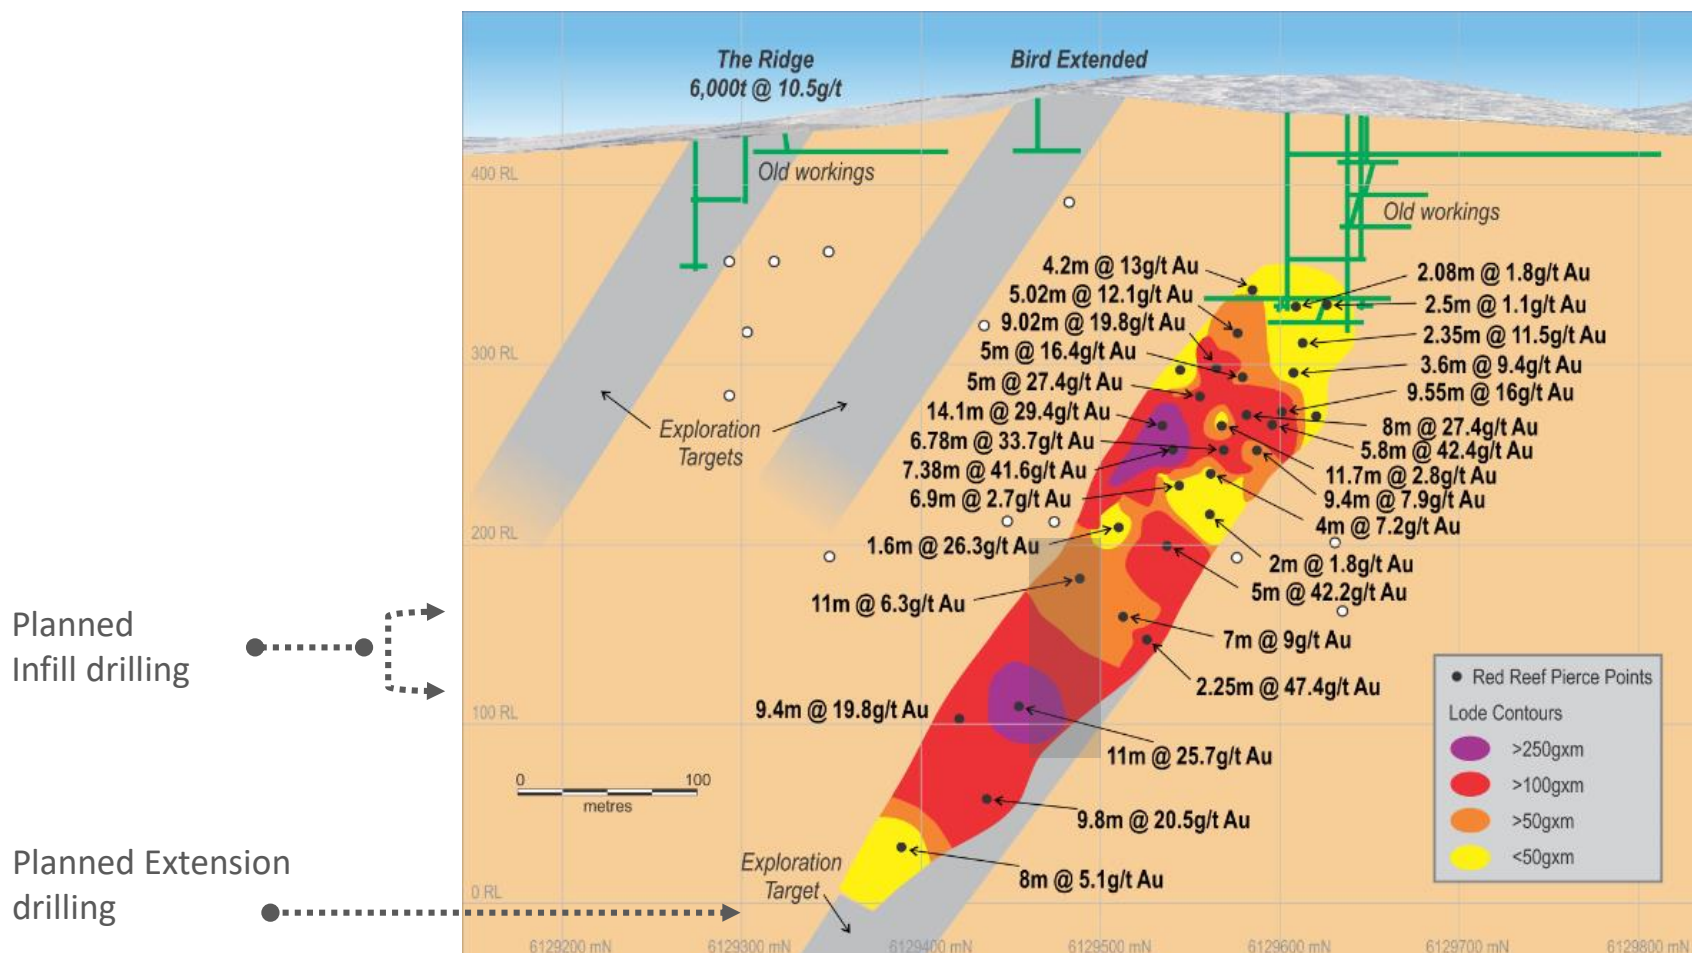 The Ridge
6,000t @ 10.5g/t
Bird Extended
Old workings
400 RL
Old workings
4.2m @ 13g/t Au
2.08m @ 1.8g/t Au
5.02m @ 12.1g/t Au
2.5m @ 1.1g/t Au
9.02m @ 19.8g/t Au
2.35m @ 11.5g/t Au
300 RL
5m @ 16.4g/t Au
3.6m @ 9.4g/t Au
5m @ 27.4g/t Au
9.55m @ 16g/t Au
14.1m @ 29.4g/t Au
8m @ 27.4g/t Au
Exploration
Targets
6.78m @ 33.7g/t Au
5.8m @ 42.4g/t Au
7.38m @ 41.6g/t Au
11.7m @ 2.8g/t Au
6.9m @ 2.7g/t Au
9.4m @ 7.9g/t Au
4m @ 7.2g/t Au
200 RL
1.6m @ 26.3g/t Au
2m @ 1.8g/t Au
5m @ 42.2g/t Au
11m @ 6.3g/t Au
Planned
Infill drilling
7m @ 9g/t Au
2.25m @ 47.4g/t Au
9.4m @ 19.8g/t Au
100 RL
11m @ 25.7g/t Au
Red Reef Pierce Points
Lode Contours
>250gxm
>100gxm
>50gxm
<50gxm
0 100
metres
9.8m @ 20.5g/t Au
Planned Extension
drilling
Exploration
Target
8m @ 5.1g/t Au
0 RL
6129200 mN 6129300 mN 6129400 mN 6129500 mN 6129600 mN 6129700 mN 6129800 mN